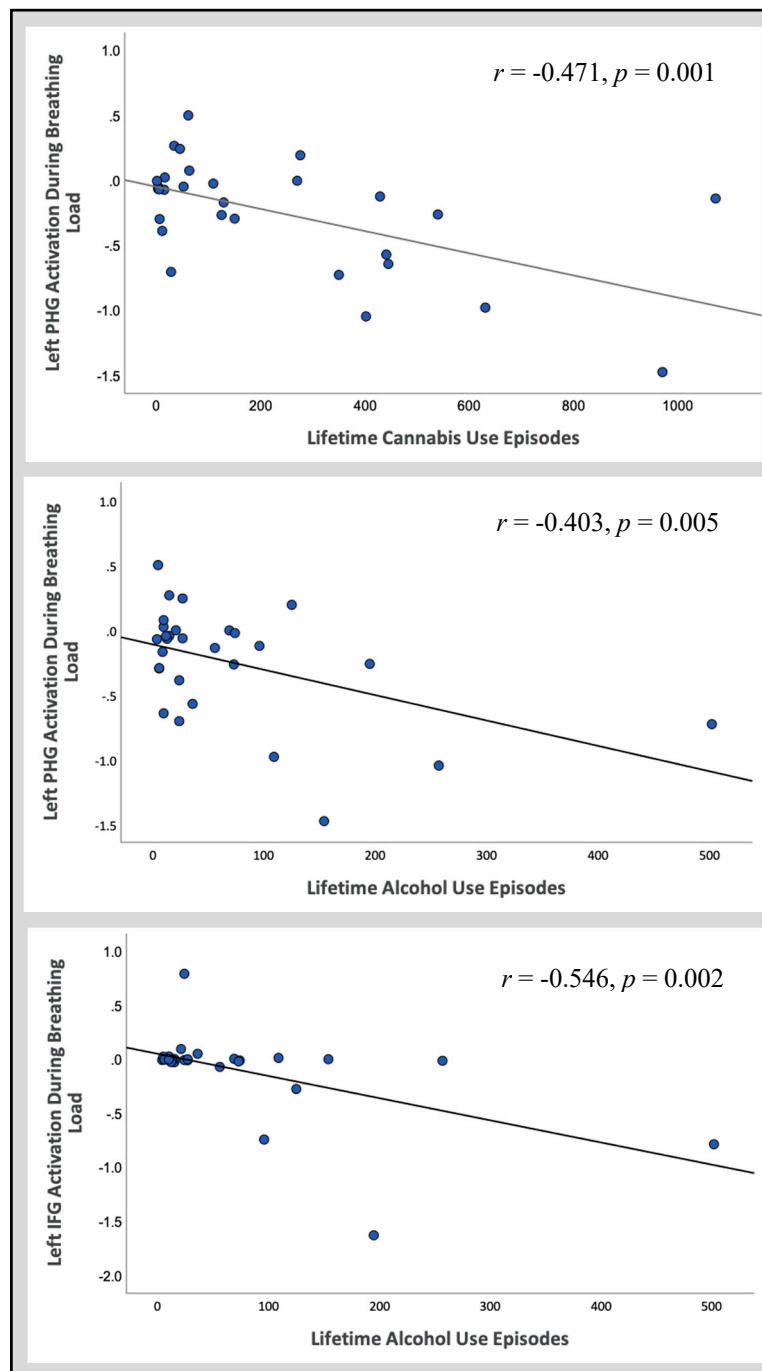 r = -0.471, p = 0.001
Left PHG Activation During Breathing
Load
1.0
.5
.0
-.5
-1.0
-1.5
0 200 400 600 800 1000
Lifetime Cannabis Use Episodes
r = -0.403, p = 0.005
Left PHG Activation During Breathing
Load
1.0
.5
.0
-.5
-1.0
-1.5
0 100 200 300 400 500
Lifetime Alcohol Use Episodes
r = -0.546, p = 0.002
Left IFG Activation During Breathing
Load
1.0
.5
.0
-.5
-1.0
-1.5
-2.0
0 100 200 300 400 500
Lifetime Alcohol Use Episodes